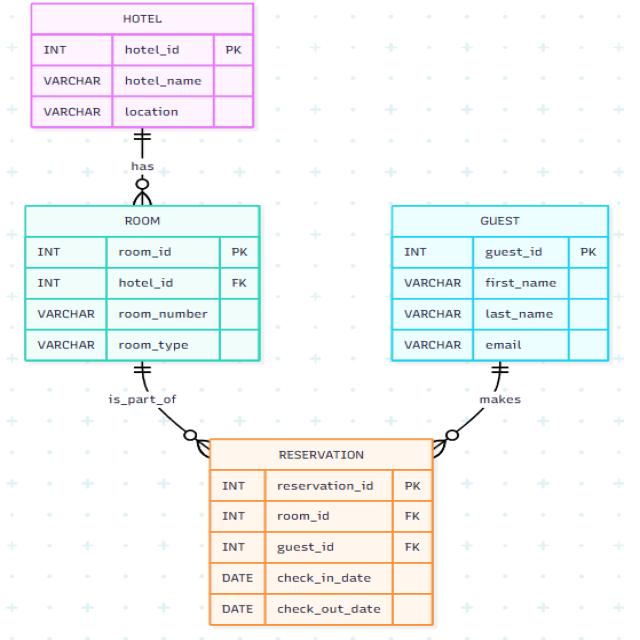 HOTEL
INT hotel_id PK
VARCHAR hotel_name
VARCHAR location
has
ROOM
INT room_id PK
INT hotel_id FK
VARCHAR room_number
VARCHAR room_type
GUEST
INT guest_id PK
VARCHAR first_name
VARCHAR last_name
VARCHAR email
is_part_of
makes
RESERVATION
INT reservation_id PK
INT room_id FK
INT guest_id FK
DATE check_in_date
DATE check_out_date